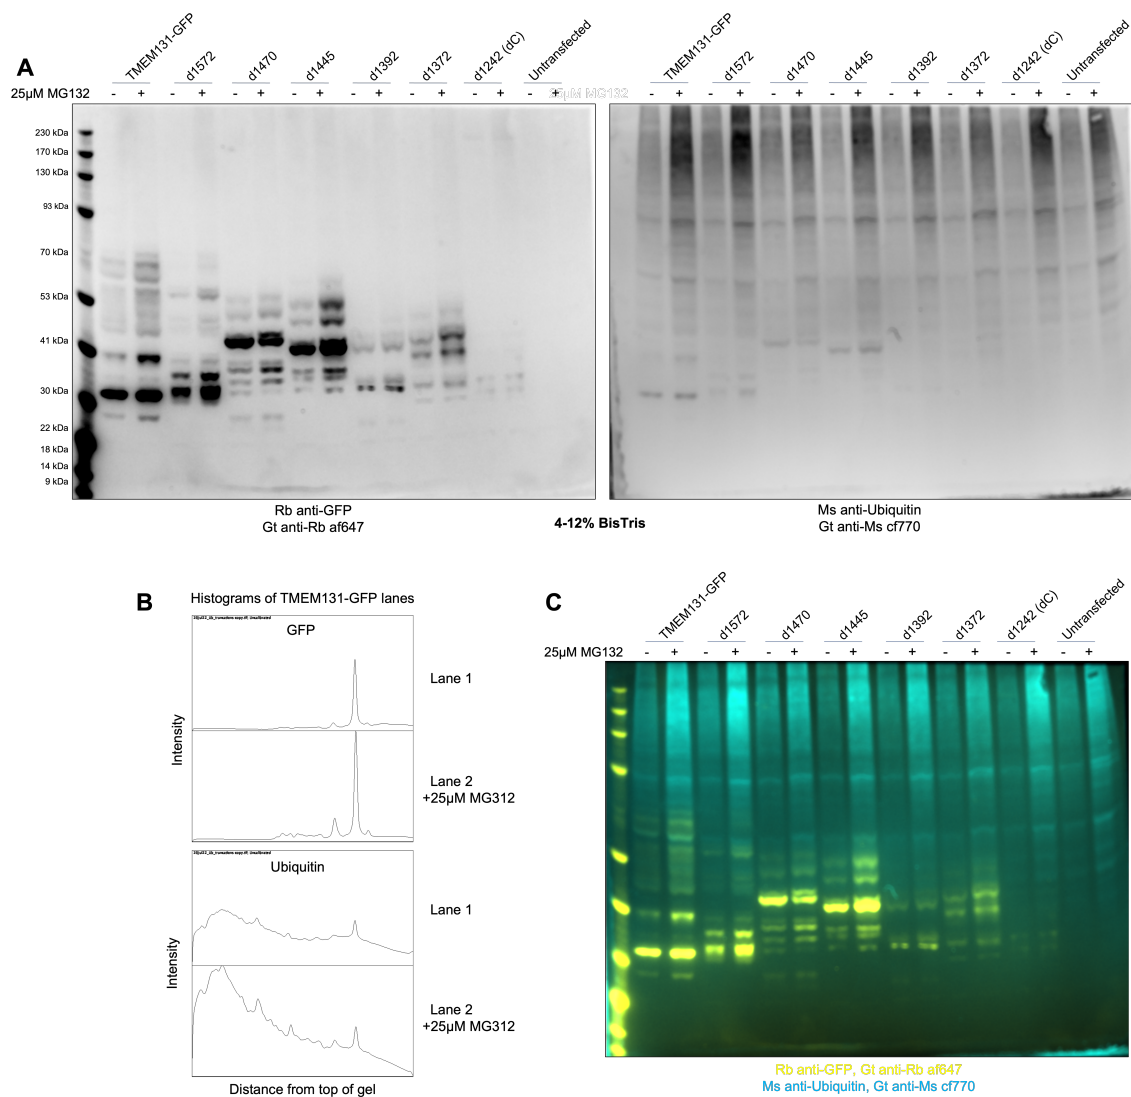 A
TMEM131-GFP
d1572
d1470
d1445
d1392
d1372
d1242 (dC)
Untransfected
25µM MG132
- + - + - + - + - + - + - + - +
25µM MG132
TMEM131-GFP
d1572
d1470
d1445
d1392
d1372
d1242 (dC)
Untransfected
- + - + - + - + - + - + - + - +
230 kDa
170 kDa
130 kDa
93 kDa
70 kDa
53 kDa
41 kDa
30 kDa
22 kDa
18 kDa
14 kDa
9 kDa
Rb anti-GFP
Gt anti-Rb af647
4-12% BisTris
Ms anti-Ubiquitin
Gt anti-Ms cf770
B
Histograms of TMEM131-GFP lanes
GFP
Lane 1
Intensity
Lane 2
+25µM MG312
Ubiquitin
Lane 1
Intensity
Lane 2
+25µM MG312
Distance from top of gel
C
TMEM131-GFP
d1572
d1470
d1445
d1392
d1372
d1242 (dC)
Untransfected
25µM MG132
- + - + - + - + - + - + - + - +
Rb anti-GFP, Gt anti-Rb af647
Ms anti-Ubiquitin, Gt anti-Ms cf770